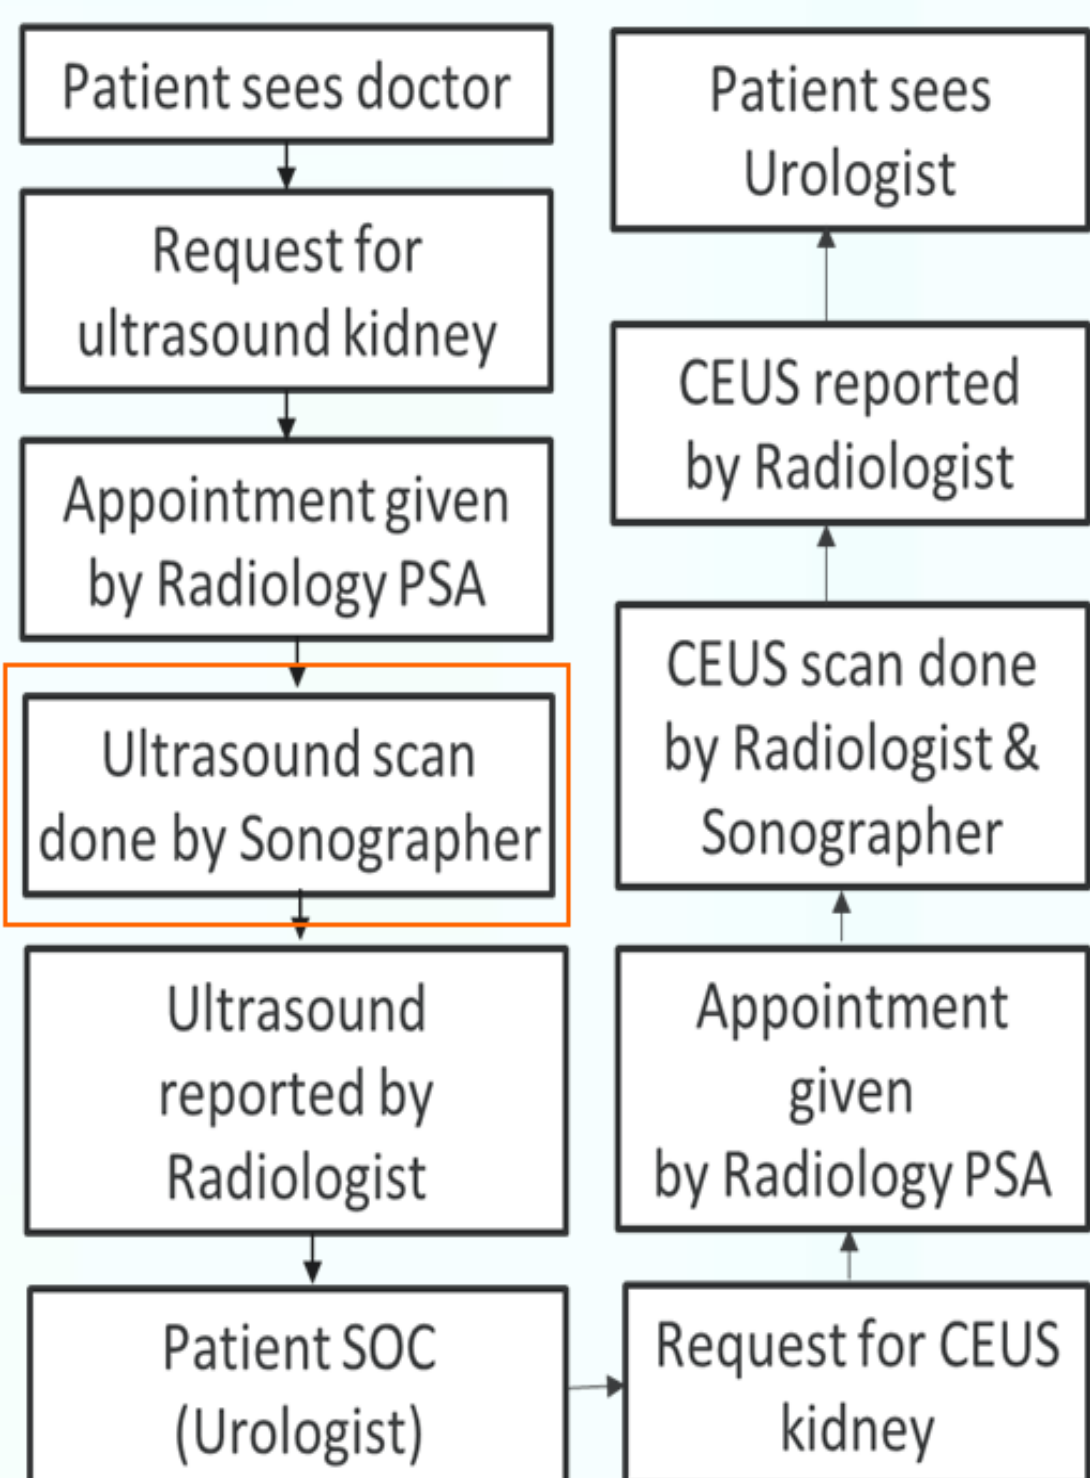 Patient sees doctor
Request for
ultrasound kidney
Appointment given
by Radiology PSA
Ultrasound scan
done by Sonographer
Ultrasound
reported by
Radiologist
Patient SOC
(Urologist)
Request for CEUS
kidney
Appointment
given
by Radiology PSA
CEUS scan done
by Radiologist &
Sonographer
CEUS reported
by Radiologist
Patient sees
Urologist